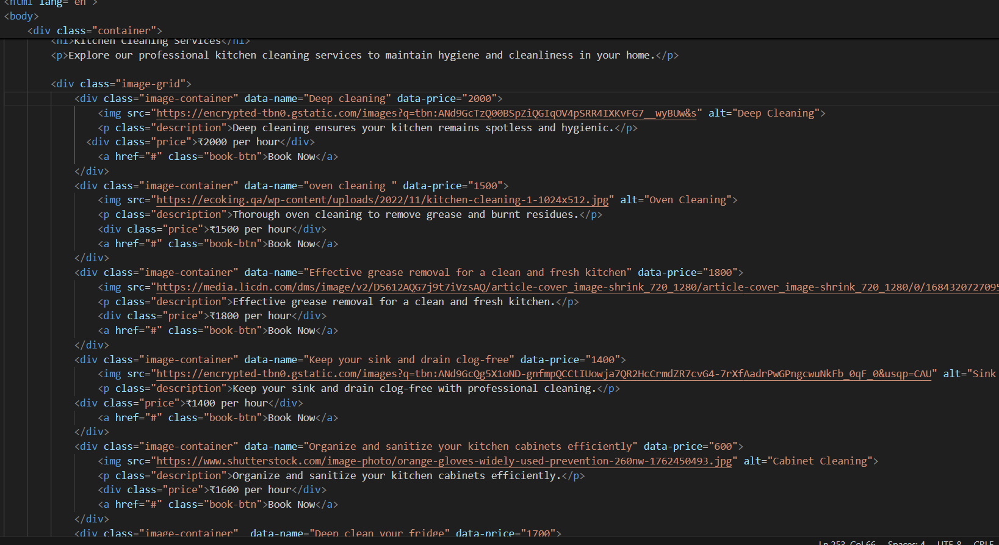 <html lang="en">
<body>
<div class="container">
<h1>Kitchen Cleaning Services</h1>
<p>Explore our professional kitchen cleaning services to maintain hygiene and cleanliness in your home.</p>
<div class="image-grid">
<div class="image-container" data-name="Deep cleaning" data-price="2000">
<img src="https://encrypted-tbn0.gstatic.com/images?q=tbn:ANd9GcTzQ00BSpZiQGIqOV4pSRR4IXKvFG7__wyBUw&s" alt="Deep Cleaning">
<p class="description">Deep cleaning ensures your kitchen remains spotless and hygienic.</p>
<div class="price">₹2000 per hour</div>
<a href="#" class="book-btn">Book Now</a>
</div>
<div class="image-container" data-name="oven cleaning " data-price="1500">
<img src="https://ecoking.qa/wp-content/uploads/2022/11/kitchen-cleaning-1-1024x512.jpg" alt="Oven Cleaning">
<p class="description">Thorough oven cleaning to remove grease and burnt residues.</p>
<div class="price">₹1500 per hour</div>
<a href="#" class="book-btn">Book Now</a>
</div>
<div class="image-container" data-name="Effective grease removal for a clean and fresh kitchen" data-price="1800">
<img src="https://media.licdn.com/dms/image/v2/D5612AQG7j9t7iVzsAQ/article-cover_image-shrink_720_1280/article-cover_image-shrink_720_1280/0/1684320727095
<p class="description">Effective grease removal for a clean and fresh kitchen.</p>
<div class="price">₹1800 per hour</div>
<a href="#" class="book-btn">Book Now</a>
</div>
<div class="image-container" data-name="Keep your sink and drain clog-free" data-price="1400">
<img src="https://encrypted-tbn0.gstatic.com/images?q=tbn:ANd9GcQg5X1oND-gnfmpQCCtIUowja7QR2HcCrmdZR7cvG4-7rXfAadrPwGPngcwuNkFb_0qF_0&usqp=CAU" alt="Sink
<p class="description">Keep your sink and drain clog-free with professional cleaning.</p>
<div class="price">₹1400 per hour</div>
<a href="#" class="book-btn">Book Now</a>
</div>
<div class="image-container" data-name="Organize and sanitize your kitchen cabinets efficiently" data-price="600">
<img src="https://www.shutterstock.com/image-photo/orange-gloves-widely-used-prevention-260nw-1762450493.jpg" alt="Cabinet Cleaning">
<p class="description">Organize and sanitize your kitchen cabinets efficiently.</p>
<div class="price">₹1600 per hour</div>
<a href="#" class="book-btn">Book Now</a>
</div>
<div class="image-container" data-name="Deep clean your fridge" data-price="1700">
Ln 253, Col 66 Spaces: 4 UTF-8 CRLF